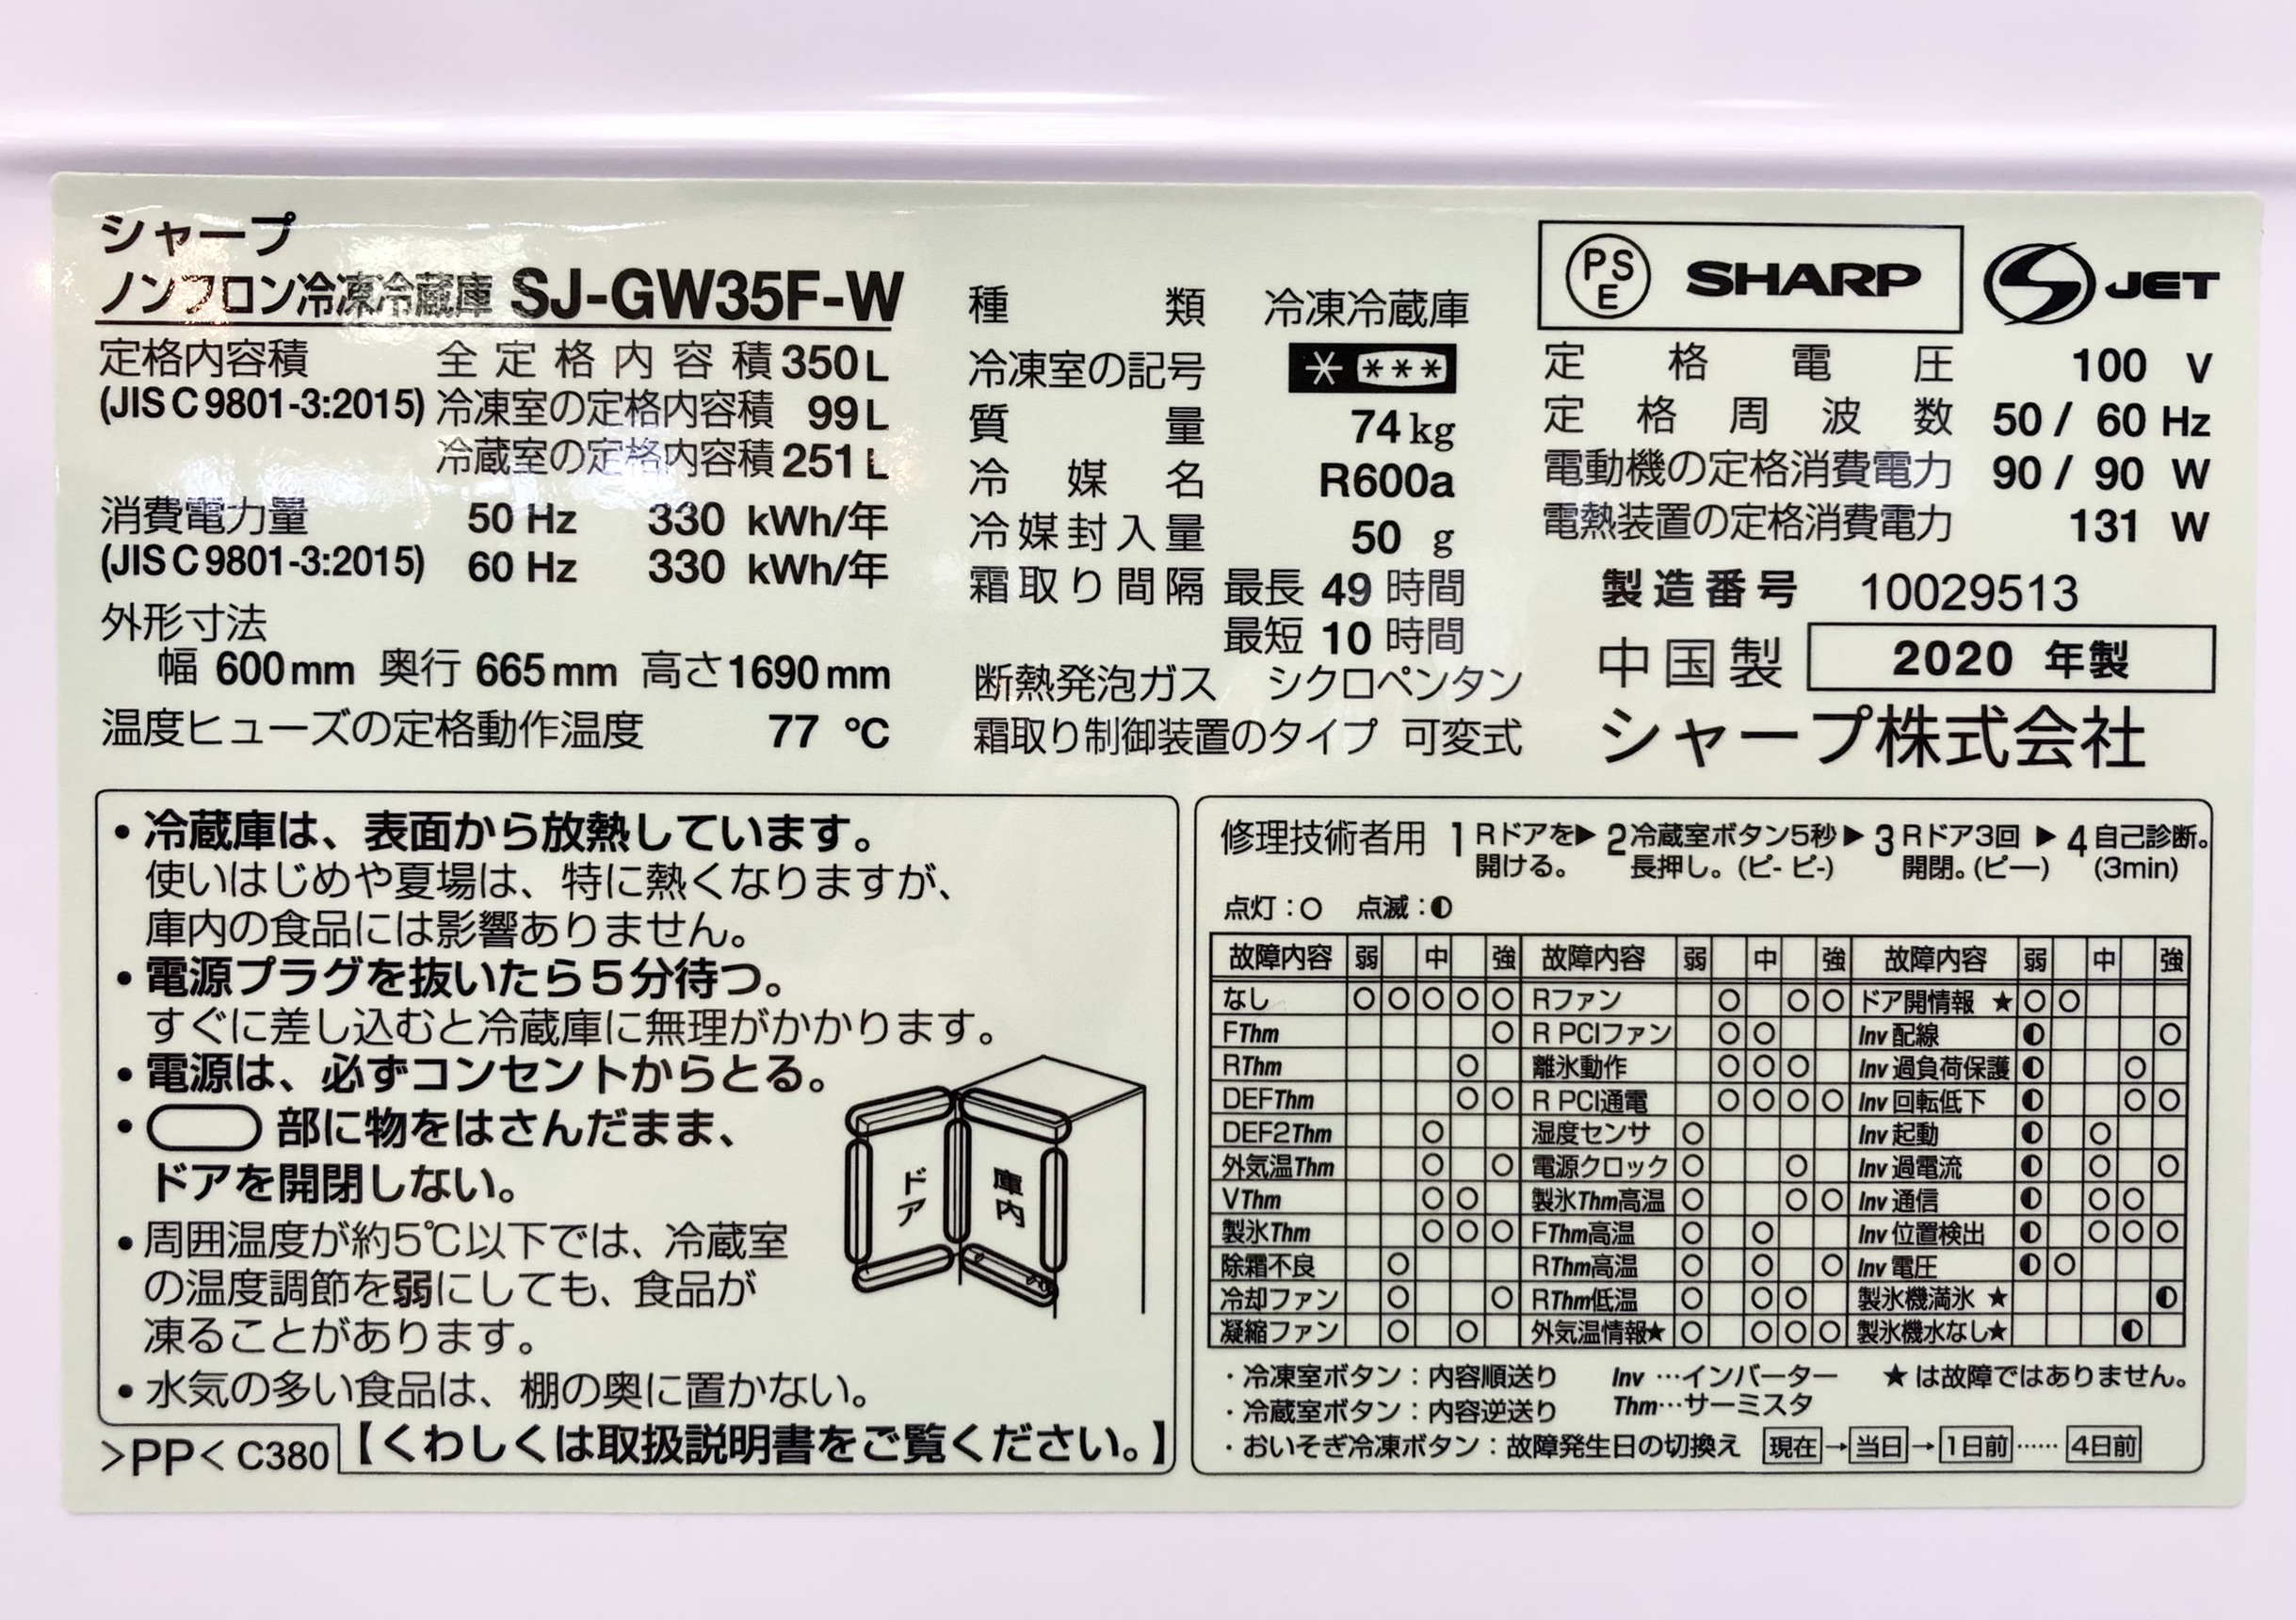 シャープ
ノンフロン冷凍冷蔵庫 SJ-GW35F-W
定格内容積 全定格内容積 350 L
(JIS C 9801-3:2015) 冷凍室の定格内容積 99 L
冷蔵室の定格内容積 251 L
消費電力量 50 Hz 330 kWh/年
(JIS C 9801-3:2015) 60 Hz 330 kWh/年
外形寸法
幅 600 mm 奥行 665 mm 高さ 1690 mm
温度ヒューズの定格動作温度 77 ℃
種類 冷凍冷蔵庫
冷凍室の記号 * ***
質量 74 kg
冷媒名 R600a
冷媒封入量 50 g
霜取り間隔 最長 49 時間
最短 10 時間
断熱発泡ガス シクロペンタン
霜取り制御装置のタイプ 可変式
PSE SHARP S JET
定格電圧 100 V
定格周波数 50 / 60 Hz
電動機の定格消費電力 90 / 90 W
電熱装置の定格消費電力 131 W
製造番号 10029513
中国製 2020 年製
シャープ株式会社
・冷蔵庫は、表面から放熱しています。
使いはじめや夏場は、特に熱くなりますが、
庫内の食品には影響ありません。
・電源プラグを抜いたら5分待つ。
すぐに差し込むと冷蔵庫に無理がかかります。
・電源は、必ずコンセントからとる。
・ 部に物をはさんだまま、
ドアを開閉しない。
ドア 庫内
・周囲温度が約5℃以下では、冷蔵室
の温度調節を弱にしても、食品が
凍ることがあります。
・水気の多い食品は、棚の奥に置かない。
>PP< C380 【くわしくは取扱説明書をご覧ください。】
修理技術者用 1 Rドアを開ける。▶ 2 冷蔵室ボタン5秒長押し。(ピ- ピ-) ▶ 3 Rドア3回開閉。(ピー) ▶ 4 自己診断。(3min)
点灯:○ 点滅:◐
故障内容 弱 中 強 故障内容 弱 中 強 故障内容 弱 中 強
なし ○ ○ ○ ○ ○ Rファン ○ ○ ○ ドア開情報 ★ ○ ○
FThm ○ R PCIファン ○ ○ Inv 配線 ◐ ○
RThm ○ 離氷動作 ○ ○ ○ Inv 過負荷保護 ◐ ○
DEFThm ○ ○ R PCI通電 ○ ○ ○ ○ Inv 回転低下 ◐ ○ ○
DEF2Thm ○ 湿度センサ ○ Inv 起動 ◐ ○
外気温Thm ○ ○ 電源クロック ○ ○ Inv 過電流 ◐ ○ ○
VThm ○ ○ 製氷Thm高温 ○ ○ ○ Inv 通信 ◐ ○ ○
製氷Thm ○ ○ ○ FThm高温 ○ ○ Inv 位置検出 ◐ ○ ○ ○
除霜不良 ○ RThm高温 ○ ○ ○ Inv 電圧 ◐ ○
冷却ファン ○ ○ RThm低温 ○ ○ ○ 製氷機満氷 ★ ◐
凝縮ファン ○ ○ 外気温情報★ ○ ○ ○ ○ 製氷機水なし★ ◐
・冷凍室ボタン:内容順送り Inv …インバーター ★は故障ではありません。
・冷蔵室ボタン:内容逆送り Thm…サーミスタ
・おいそぎ冷凍ボタン:故障発生日の切換え 現在→当日→1日前……4日前